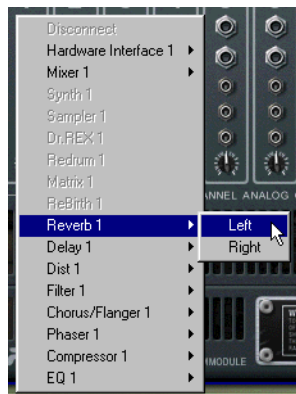 Disconnect
Hardware Interface 1
Mixer 1
Synth 1
Sampler 1
Dr.REX 1
Redrum 1
Matrix 1
ReBirth 1
Reverb 1
Left
Right
Delay 1
Dist 1
Filter 1
Chorus/Flanger 1
Phaser 1
Compressor 1
EQ 1
NNEL ANALOG
MMODULE